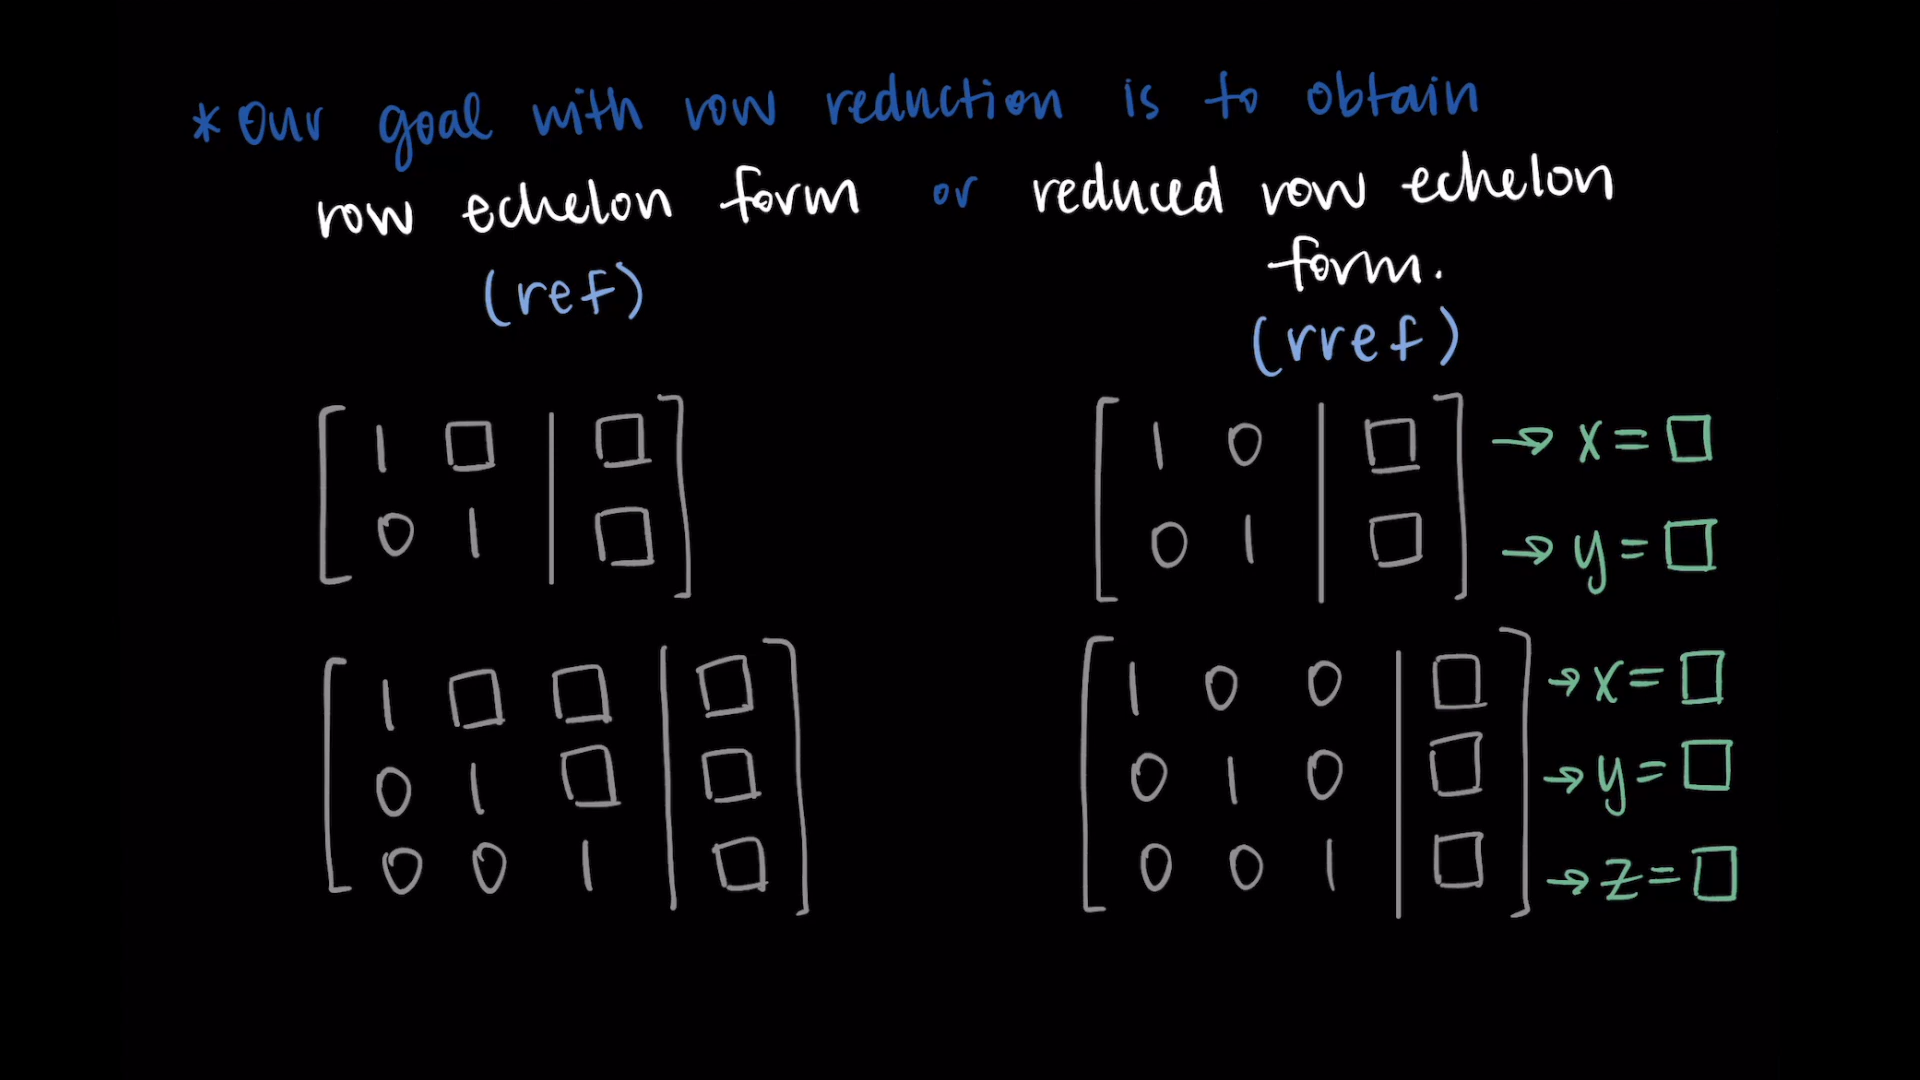 *Our goal with row reduction is to obtain
row echelon form or reduced row echelon
form.
(ref)
(rref)
1 □ | □
0 1 | □
1 0 | □ → x = □
0 1 | □ → y = □
1 □ □ | □
0 1 □ | □
0 0 1 | □
1 0 0 | □ → x = □
0 1 0 | □ → y = □
0 0 1 | □ → z = □